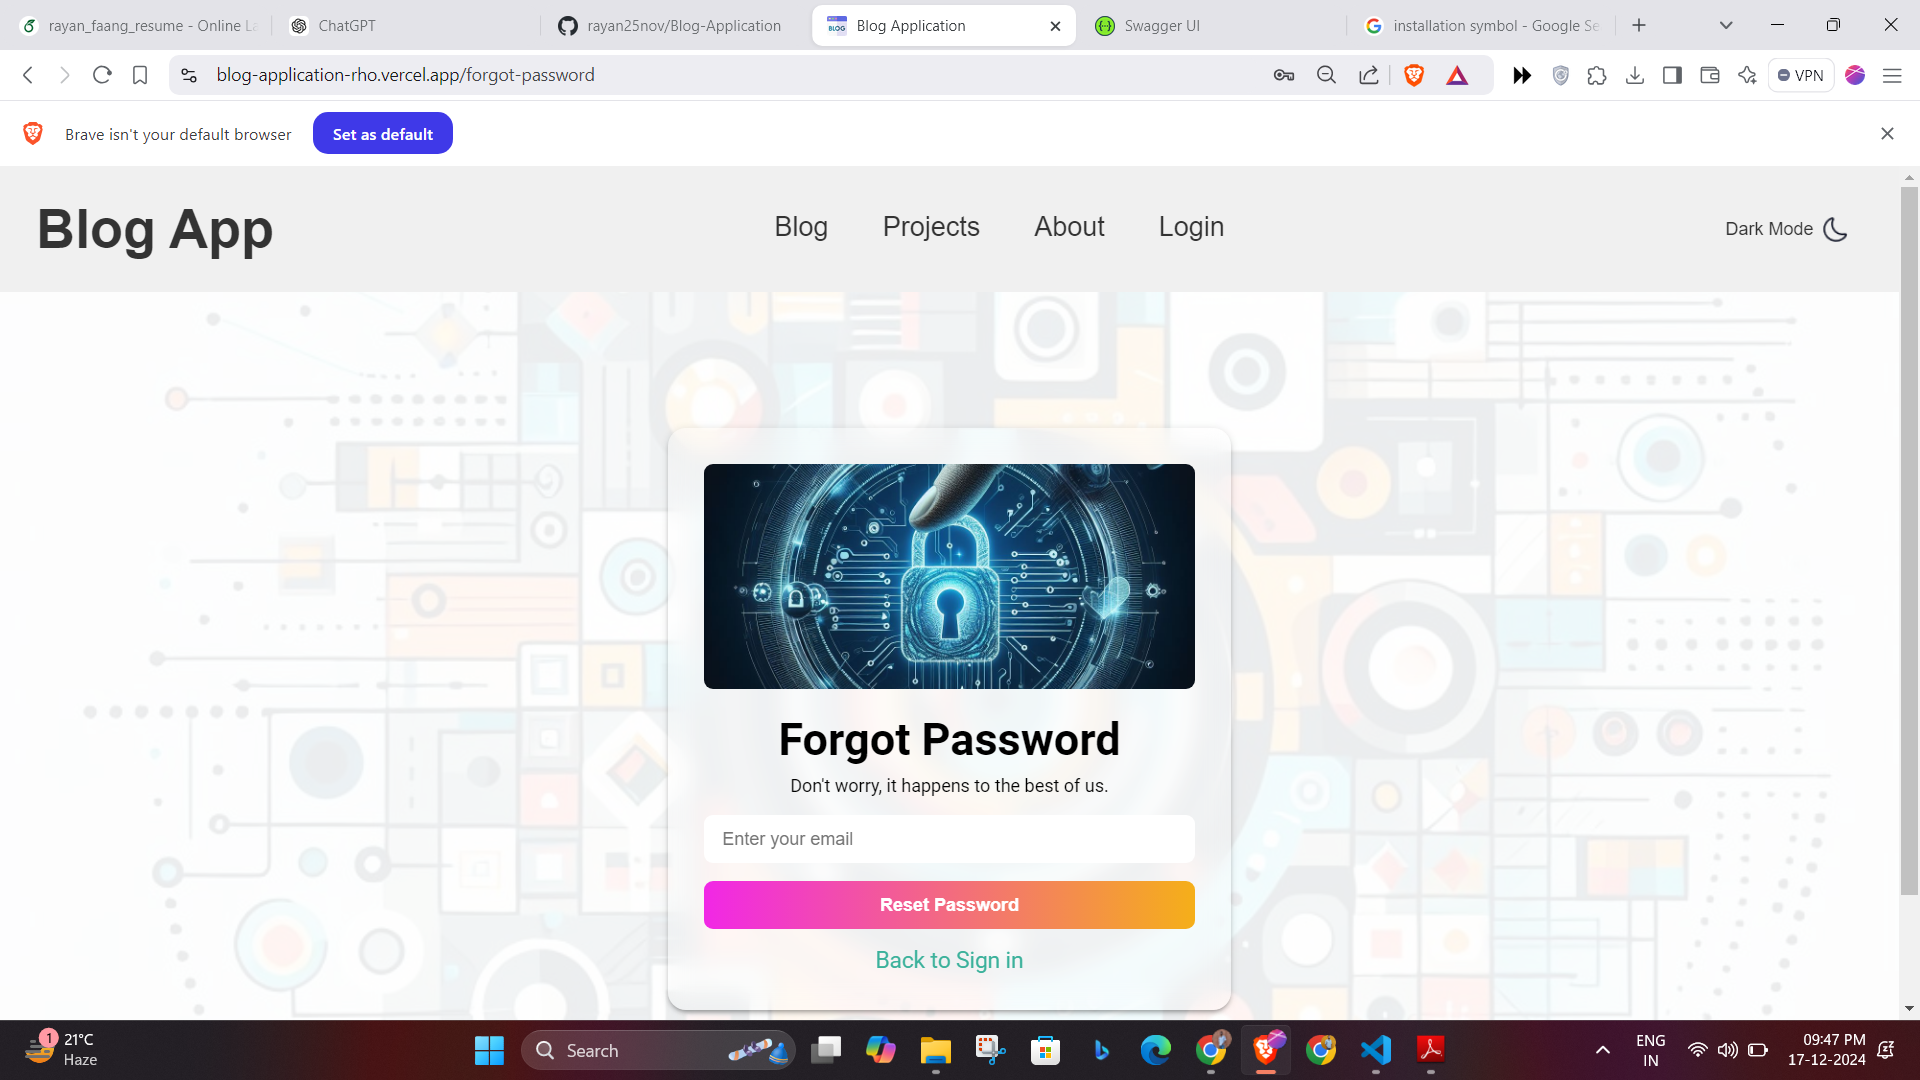 rayan_faang_resume - Online La
ChatGPT
rayan25nov/Blog-Application
Blog Application
Swagger UI
installation symbol - Google Se
blog-application-rho.vercel.app/forgot-password
VPN
Brave isn't your default browser
Set as default
Blog App
Blog
Projects
About
Login
Dark Mode
Forgot Password
Don't worry, it happens to the best of us.
Enter your email
Reset Password
Back to Sign in
1
21°C
Haze
Search
ENG
IN
09:47 PM
17-12-2024